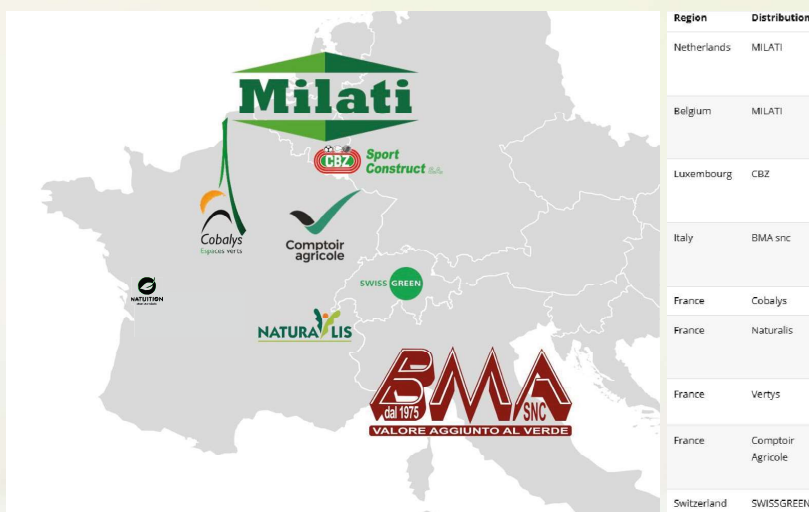 Milati
CBZ Sport
Construct
Cobalys
Espaces verts
Comptoir
agricole
SWISS GREEN
NATUITION
NATURALIS
BMA
dal 1975
SNC
VALORE AGGIUNTO AL VERDE
Region Distribution
Netherlands MILATI
Belgium MILATI
Luxembourg CBZ
Italy BMA snc
France Cobalys
France Naturalis
France Vertys
France Comptoir
Agricole
Switzerland SWISSGREEN